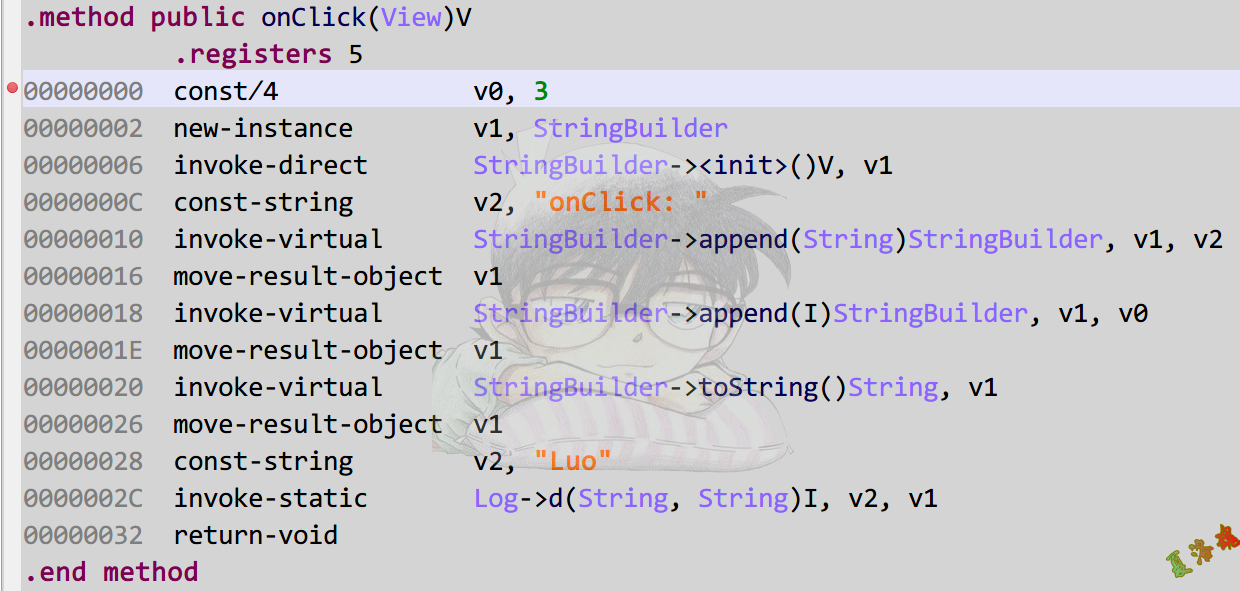 .method public onClick(View)V
.registers 5
00000000 const/4 v0, 3
00000002 new-instance v1, StringBuilder
00000006 invoke-direct StringBuilder-><init>()V, v1
0000000C const-string v2, "onClick: "
00000010 invoke-virtual StringBuilder->append(String)StringBuilder, v1, v2
00000016 move-result-object v1
00000018 invoke-virtual StringBuilder->append(I)StringBuilder, v1, v0
0000001E move-result-object v1
00000020 invoke-virtual StringBuilder->toString()String, v1
00000026 move-result-object v1
00000028 const-string v2, "Luo"
0000002C invoke-static Log->d(String, String)I, v2, v1
00000032 return-void
.end method